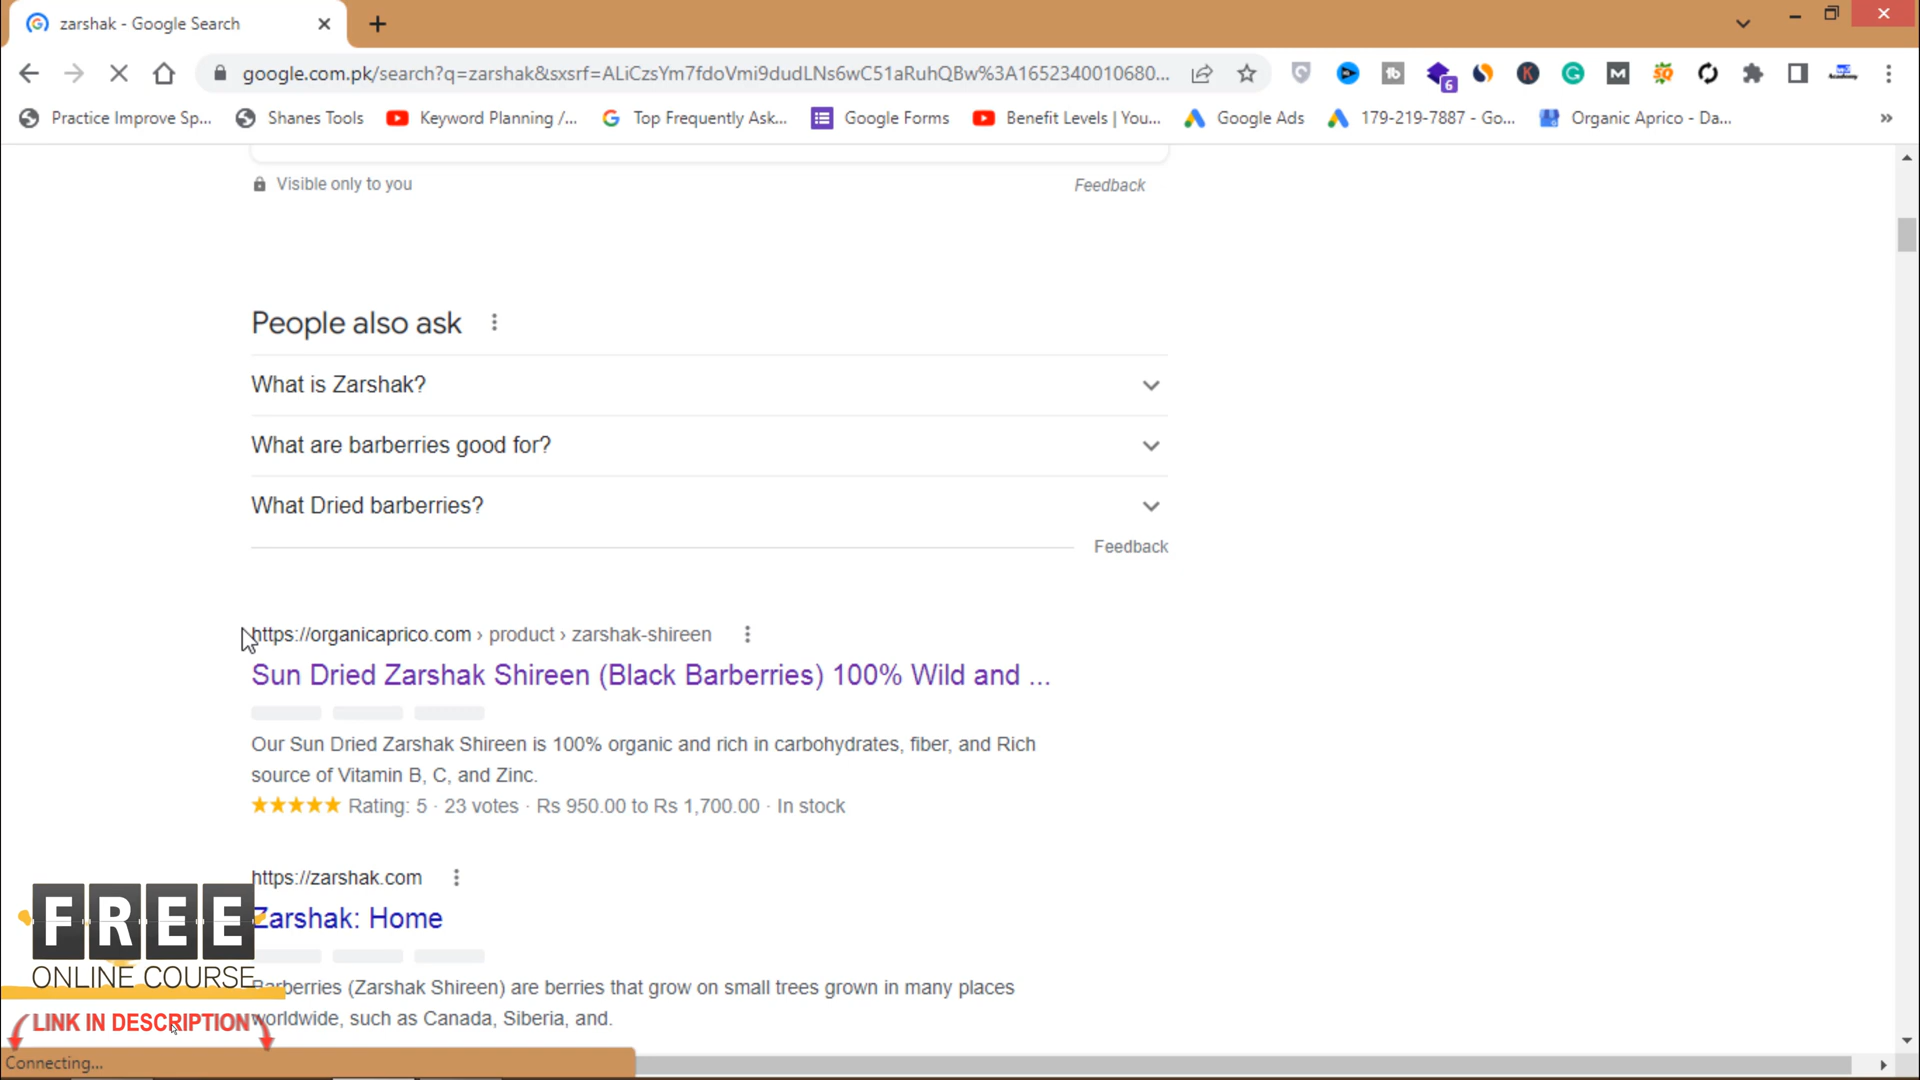 zarshak - Google Search
google.com.pk/search?q=zarshak&sxsrf=ALiCzsYm7fdoVmi9dudLNs6wC51aRuhQBw%3A1652340010680...
Practice Improve Sp... Shanes Tools Keyword Planning /... Top Frequently Ask... Google Forms Benefit Levels | You... Google Ads 179-219-7887 - Go... Organic Aprico - Da... »
Visible only to you Feedback
People also ask
What is Zarshak?
What are barberries good for?
What Dried barberries?
Feedback
https://organicaprico.com › product › zarshak-shireen
Sun Dried Zarshak Shireen (Black Barberries) 100% Wild and ...
Our Sun Dried Zarshak Shireen is 100% organic and rich in carbohydrates, fiber, and Rich
source of Vitamin B, C, and Zinc.
Rating: 5 · 23 votes · Rs 950.00 to Rs 1,700.00 · In stock
https://zarshak.com
Zarshak: Home
Barberries (Zarshak Shireen) are berries that grow on small trees grown in many places
worldwide, such as Canada, Siberia, and.
FREE
ONLINE COURSE
LINK IN DESCRIPTION
Connecting...